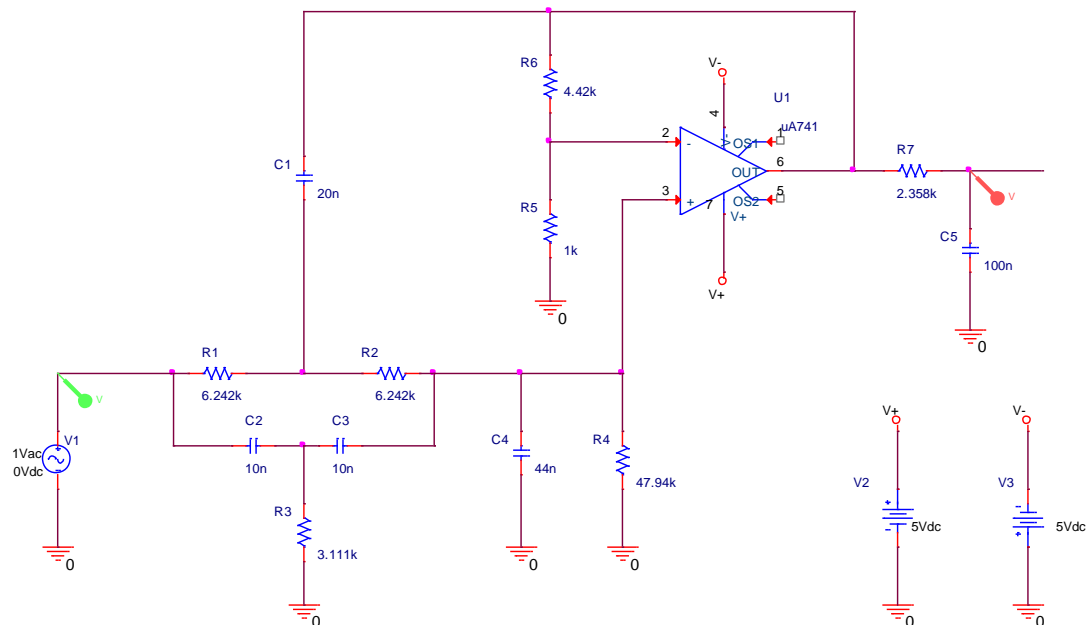 R6
4.42k
V-
4
U1
uA741
2
-
V-
OS1
1
C1
20n
OUT
6
R7
2.358k
V
3
+
7
OS2
5
V+
R5
1k
C5
100n
V+
0
0
R1
6.242k
R2
6.242k
V
C2
10n
C3
10n
V1
1Vac
0Vdc
+
-
C4
44n
R4
47.94k
R3
3.111k
V+
V-
V2
+
-
5Vdc
V3
-
+
5Vdc
0
0
0
0
0
0